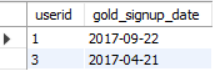 userid gold_signup_date
1 2017-09-22
3 2017-04-21